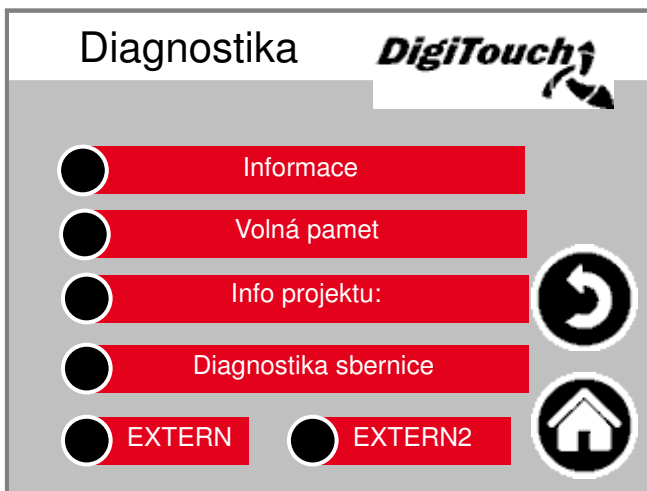 Diagnostika
DigiTouch
Informace
Volná pamet
Info projektu:
Diagnostika sbernice
EXTERN
EXTERN2